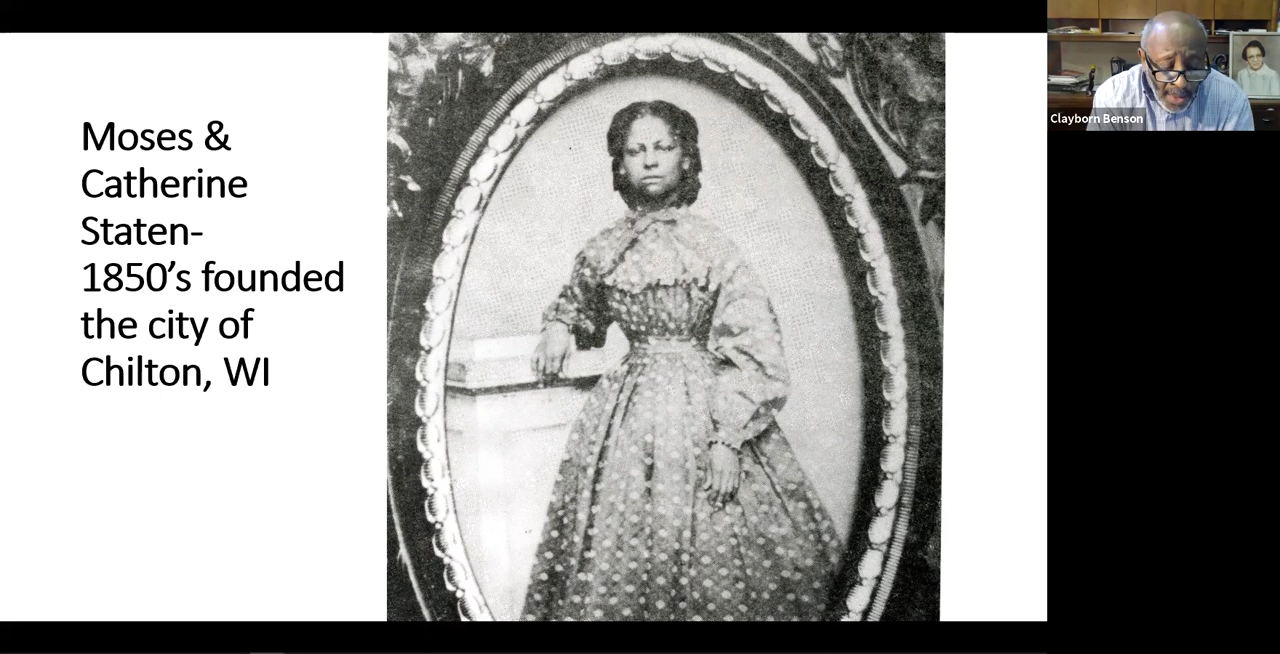 Moses &
Catherine
Staten-
1850’s founded
the city of
Chilton, WI
Clayborn Benson